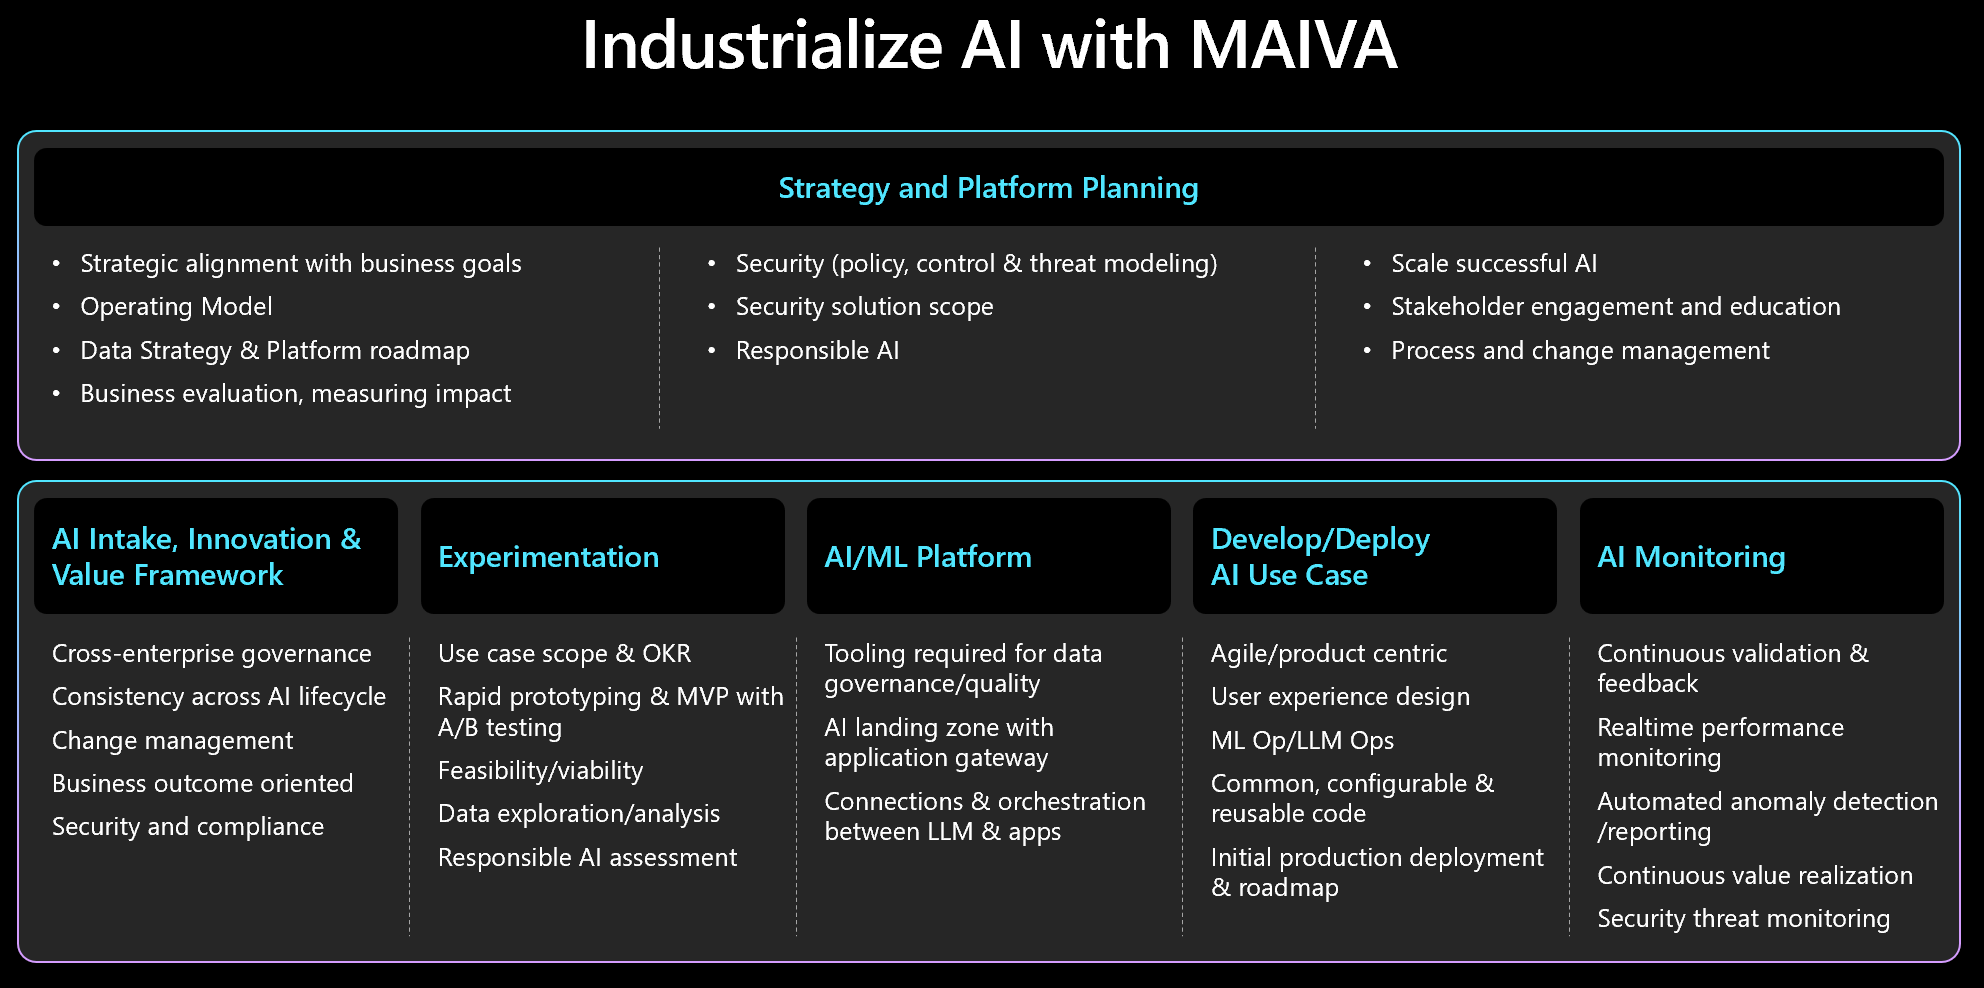 Industrialize AI with MAIVA
Strategy and Platform Planning
• Strategic alignment with business goals
• Operating Model
• Data Strategy & Platform roadmap
• Business evaluation, measuring impact
• Security (policy, control & threat modeling)
• Security solution scope
• Responsible AI
• Scale successful AI
• Stakeholder engagement and education
• Process and change management
AI Intake, Innovation &
Value Framework
Cross-enterprise governance
Consistency across AI lifecycle
Change management
Business outcome oriented
Security and compliance
Experimentation
Use case scope & OKR
Rapid prototyping & MVP with
A/B testing
Feasibility/viability
Data exploration/analysis
Responsible AI assessment
AI/ML Platform
Tooling required for data
governance/quality
AI landing zone with
application gateway
Connections & orchestration
between LLM & apps
Develop/Deploy
AI Use Case
Agile/product centric
User experience design
ML Op/LLM Ops
Common, configurable &
reusable code
Initial production deployment
& roadmap
AI Monitoring
Continuous validation &
feedback
Realtime performance
monitoring
Automated anomaly detection
/reporting
Continuous value realization
Security threat monitoring